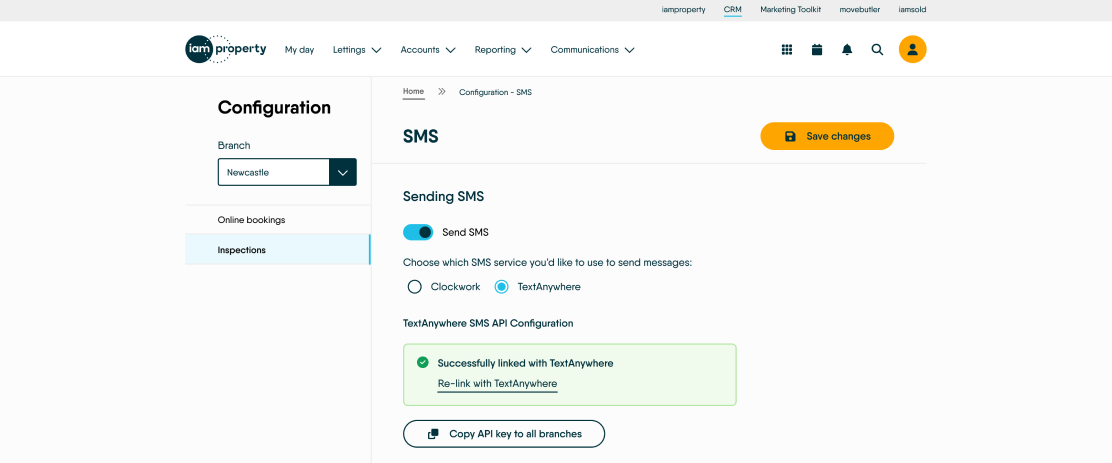 iamproperty CRM Marketing Toolkit movebutler iamsold
iam property My day Lettings Accounts Reporting Communications
Home Configuration - SMS
Configuration
SMS
Save changes
Branch
Newcastle
Online bookings
Inspections
Sending SMS
Send SMS
Choose which SMS service you'd like to use to send messages:
Clockwork TextAnywhere
TextAnywhere SMS API Configuration
Successfully linked with TextAnywhere
Re-link with TextAnywhere
Copy API key to all branches